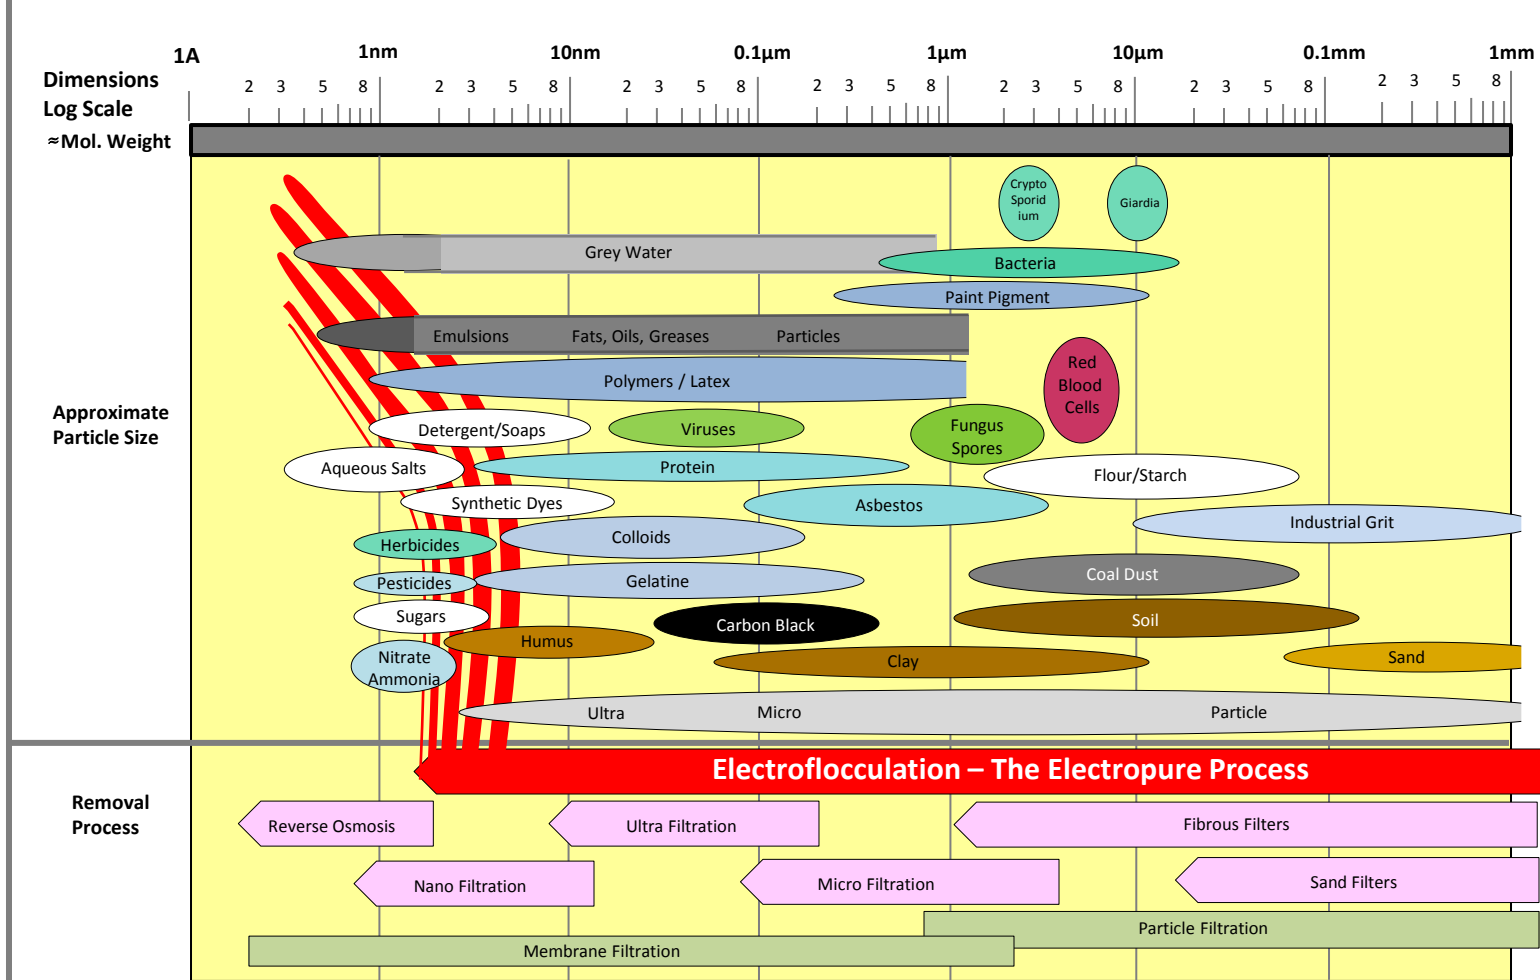 1A 1nm 10nm 0.1µm 1µm 10µm 0.1mm 1mm
Dimensions
Log Scale
2 3 5 8 2 3 5 8 2 3 5 8 2 3 5 8 2 3 5 8 2 3 5 8 2 3 5 8
≈Mol. Weight
Crypto
Sporid
ium
Giardia
Grey Water
Bacteria
Paint Pigment
Emulsions Fats, Oils, Greases Particles
Red
Blood
Cells
Polymers / Latex
Approximate
Particle Size
Detergent/Soaps
Viruses
Fungus
Spores
Aqueous Salts
Protein
Flour/Starch
Synthetic Dyes
Asbestos
Industrial Grit
Herbicides
Colloids
Coal Dust
Pesticides
Gelatine
Sugars
Carbon Black
Soil
Humus
Nitrate
Ammonia
Clay
Sand
Ultra Micro Particle
Electroflocculation – The Electropure Process
Removal
Process
Reverse Osmosis
Ultra Filtration
Fibrous Filters
Nano Filtration
Micro Filtration
Sand Filters
Particle Filtration
Membrane Filtration